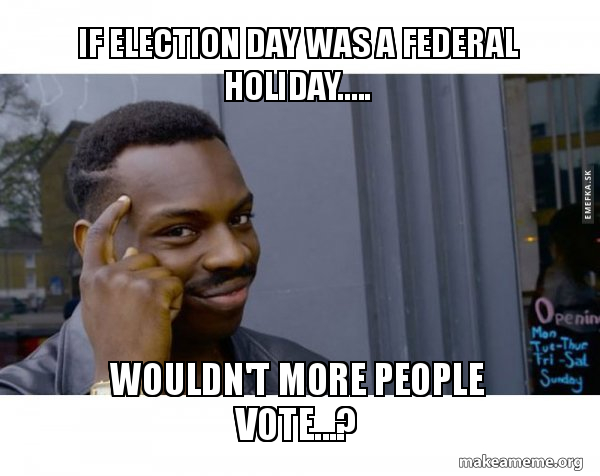 IF ELECTION DAY WAS A FEDERAL
HOLIDAY.....
EMEFKA.SK
Openin
Mon
Tue-Thur
Fri-Sat
Sunday
WOULDN'T MORE PEOPLE
VOTE...?
makeameme.org